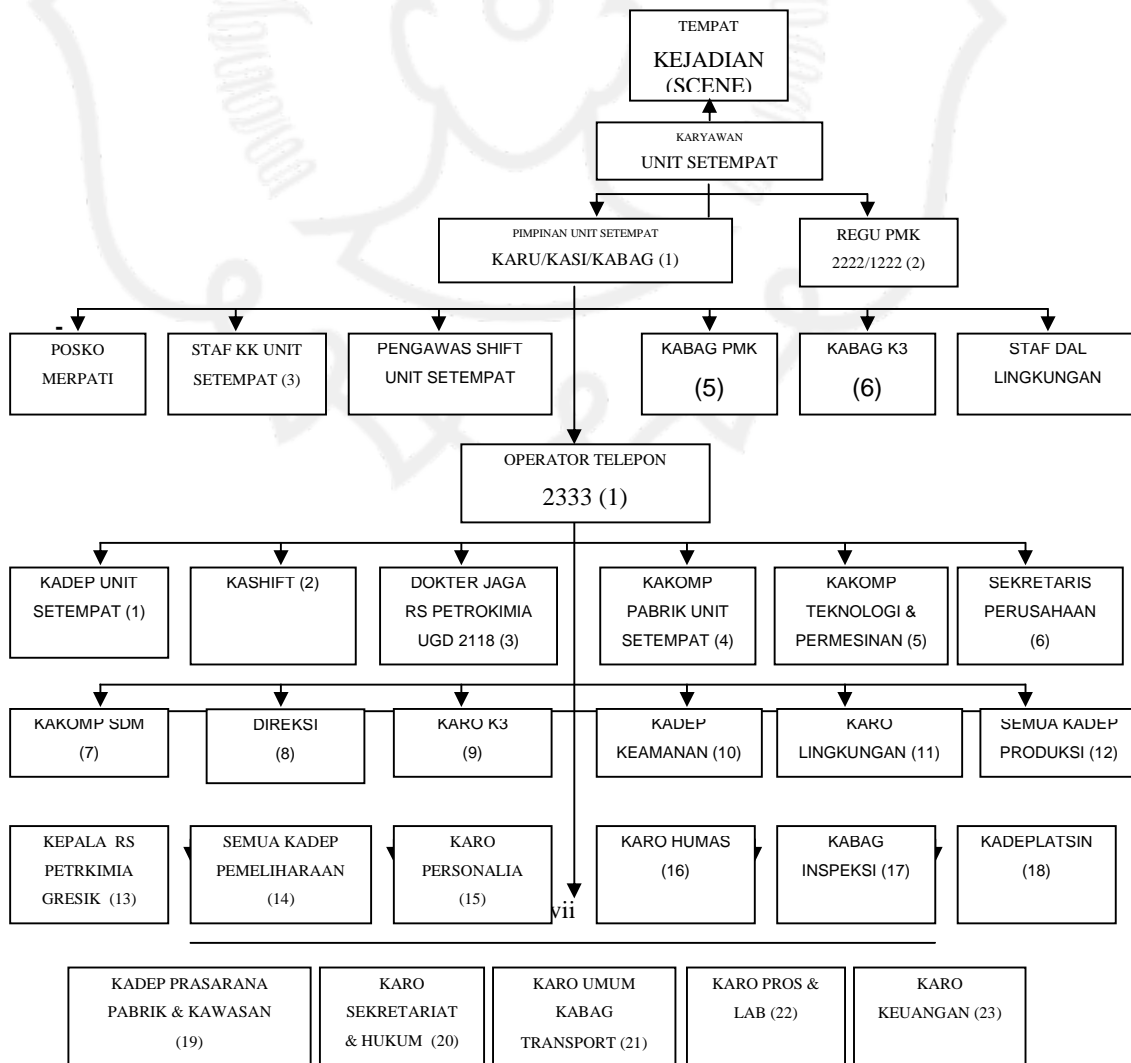 TEMPAT
KEJADIAN
(SCENE)
KARYAWAN
UNIT SETEMPAT
PIMPINAN UNIT SETEMPAT
KARU/KASI/KABAG (1)
REGU PMK
2222/1222 (2)
-
POSKO
MERPATI
STAF KK UNIT
SETEMPAT (3)
PENGAWAS SHIFT
UNIT SETEMPAT
KABAG PMK
(5)
KABAG K3
(6)
STAF DAL
LINGKUNGAN
OPERATOR TELEPON
2333 (1)
KADEP UNIT
SETEMPAT (1)
KASHIFT (2)
DOKTER JAGA
RS PETROKIMIA
UGD 2118 (3)
KAKOMP
PABRIK UNIT
SETEMPAT (4)
KAKOMP
TEKNOLOGI &
PERMESINAN (5)
SEKRETARIS
PERUSAHAAN
(6)
KAKOMP SDM
(7)
DIREKSI
(8)
KARO K3
(9)
KADEP
KEAMANAN (10)
KARO
LINGKUNGAN (11)
SEMUA KADEP
PRODUKSI (12)
KEPALA RS
PETRKIMIA
GRESIK (13)
SEMUA KADEP
PEMELIHARAAN
(14)
KARO
PERSONALIA
(15)
KARO HUMAS
(16)
KABAG
INSPEKSI (17)
KADEPLATSIN
(18)
vii
KADEP PRASARANA
PABRIK & KAWASAN
(19)
KARO
SEKRETARIAT
& HUKUM (20)
KARO UMUM
KABAG
TRANSPORT (21)
KARO PROS &
LAB (22)
KARO
KEUANGAN (23)